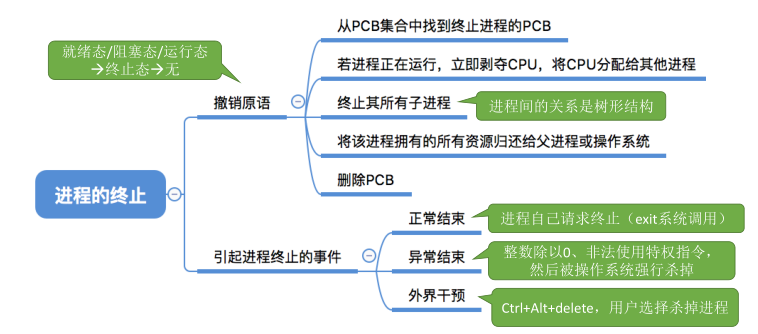 进程的终止
撤销原语
就绪态/阻塞态/运行态
→终止态→无
从PCB集合中找到终止进程的PCB
若进程正在运行，立即剥夺CPU，将CPU分配给其他进程
终止其所有子进程
进程间的关系是树形结构
将该进程拥有的所有资源归还给父进程或操作系统
删除PCB
引起进程终止的事件
正常结束
进程自己请求终止（exit系统调用）
异常结束
整数除以0、非法使用特权指令，
然后被操作系统强行杀掉
外界干预
Ctrl+Alt+delete，用户选择杀掉进程